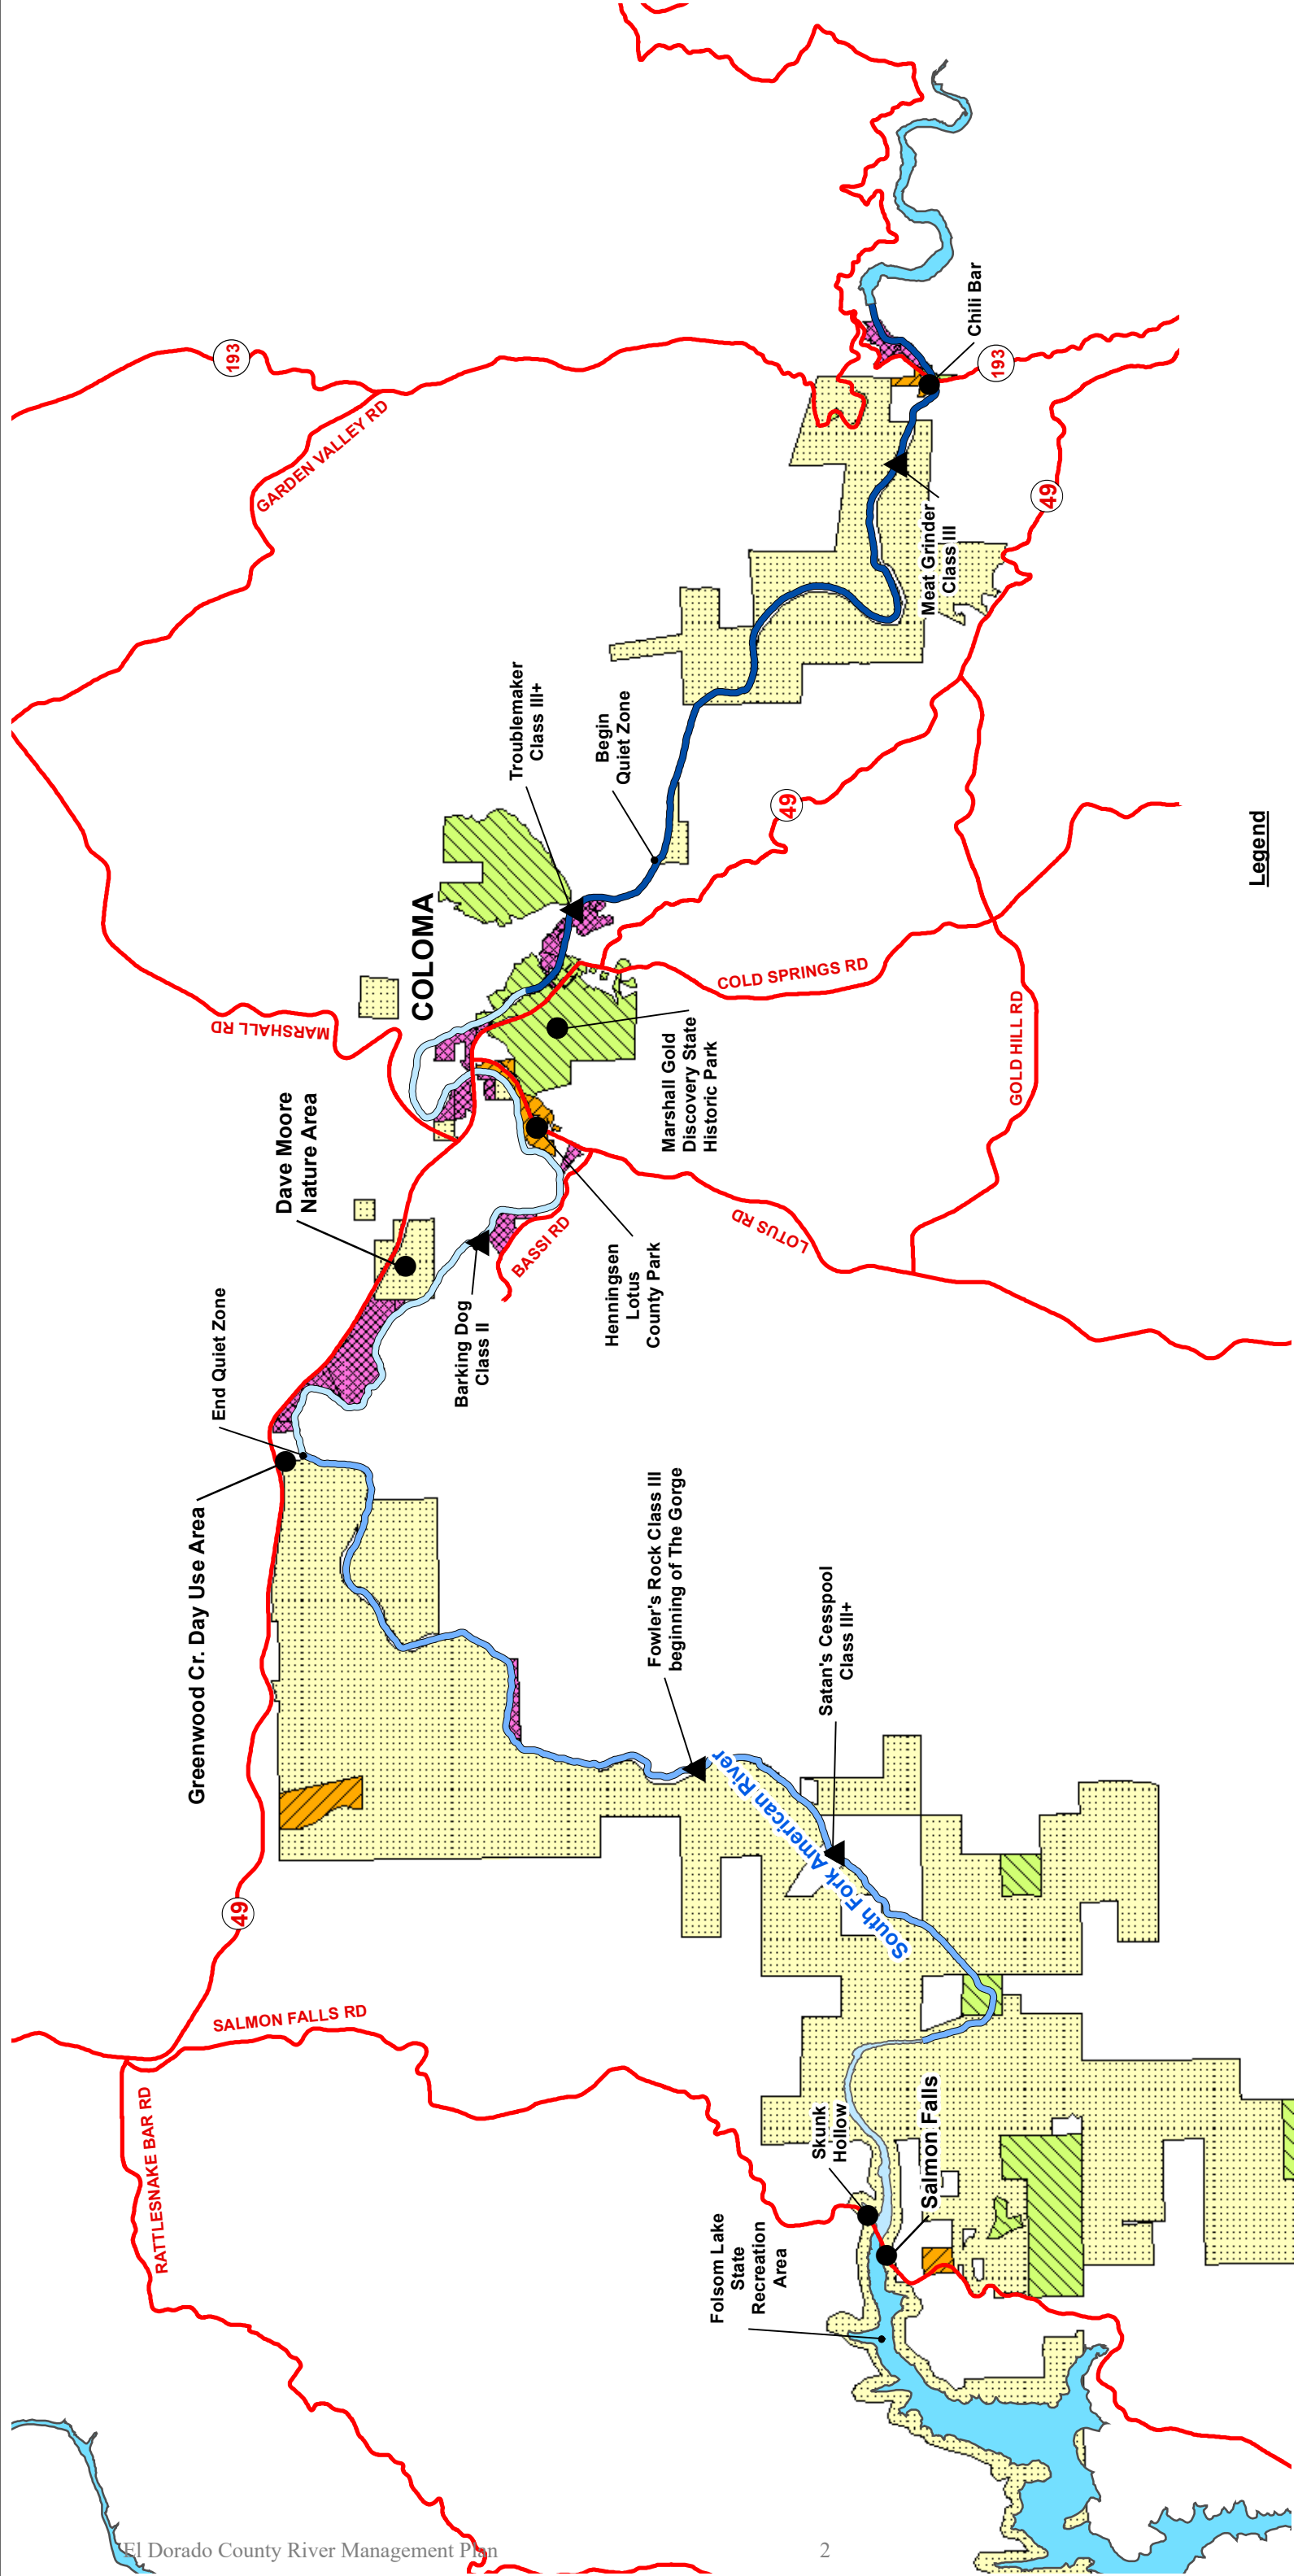 193
GARDEN VALLEY RD
Chili Bar
193
49
Meat Grinder
Class III
Troublemaker
Class III+
Begin
Quiet Zone
49
Legend
COLOMA
MARSHALL RD
COLD SPRINGS RD
GOLD HILL RD
Marshall Gold
Discovery State
Historic Park
Dave Moore
Nature Area
LOTUS RD
BASSI RD
Henningsen
Lotus
County Park
Barking Dog
Class II
End Quiet Zone
Greenwood Cr. Day Use Area
Fowler's Rock Class III
beginning of The Gorge
Satan's Cesspool
Class III+
South Fork American River
49
SALMON FALLS RD
RATTLESNAKE BAR RD
Skunk
Hollow
Salmon Falls
Folsom Lake
State
Recreation
Area
El Dorado County River Management Plan
2